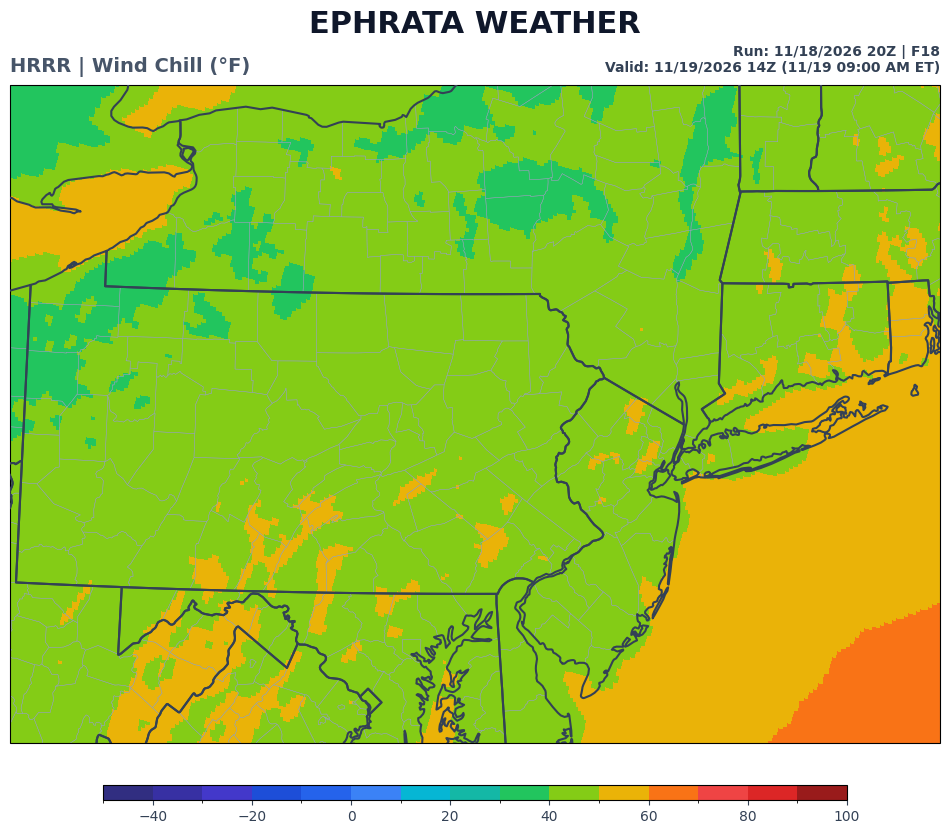 EPHRATA WEATHER
HRRR | Wind Chill (°F)
Run: 11/18/2026 20Z | F18
Valid: 11/19/2026 14Z (11/19 09:00 AM ET)
−40 −20 0 20 40 60 80 100